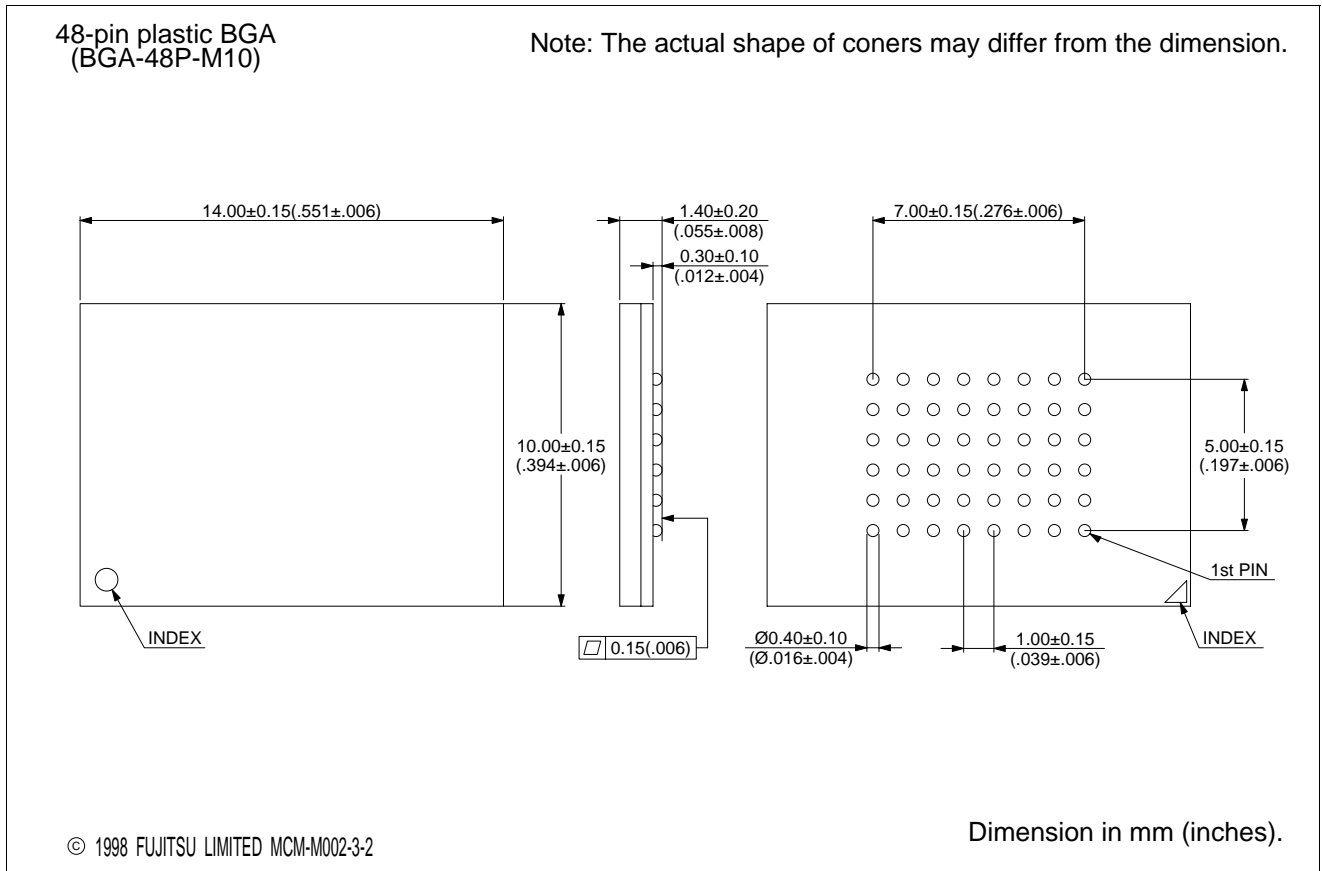 48-pin plastic BGA
(BGA-48P-M10)
Note: The actual shape of coners may differ from the dimension.
14.00±0.15(.551±.006)
1.40±0.20
(.055±.008)
0.30±0.10
(.012±.004)
7.00±0.15(.276±.006)
10.00±0.15
(.394±.006)
5.00±0.15
(.197±.006)
1st PIN
INDEX
0.15(.006)
Ø0.40±0.10
(Ø.016±.004)
1.00±0.15
(.039±.006)
INDEX
© 1998 FUJITSU LIMITED MCM-M002-3-2
Dimension in mm (inches).